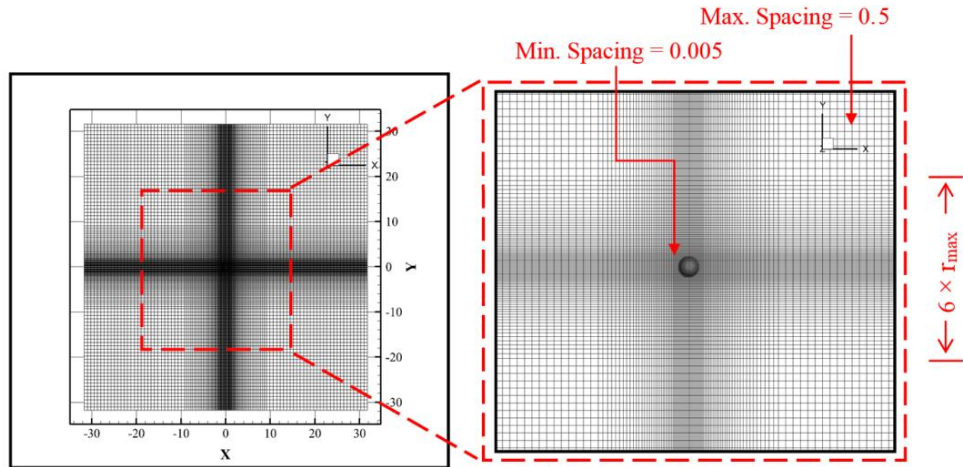 Max. Spacing = 0.5
Min. Spacing = 0.005
Y
X
30
20
10
0
-10
-20
-30
Y
-30 -20 -10 0 10 20 30
X
Y
X
6 × rmax